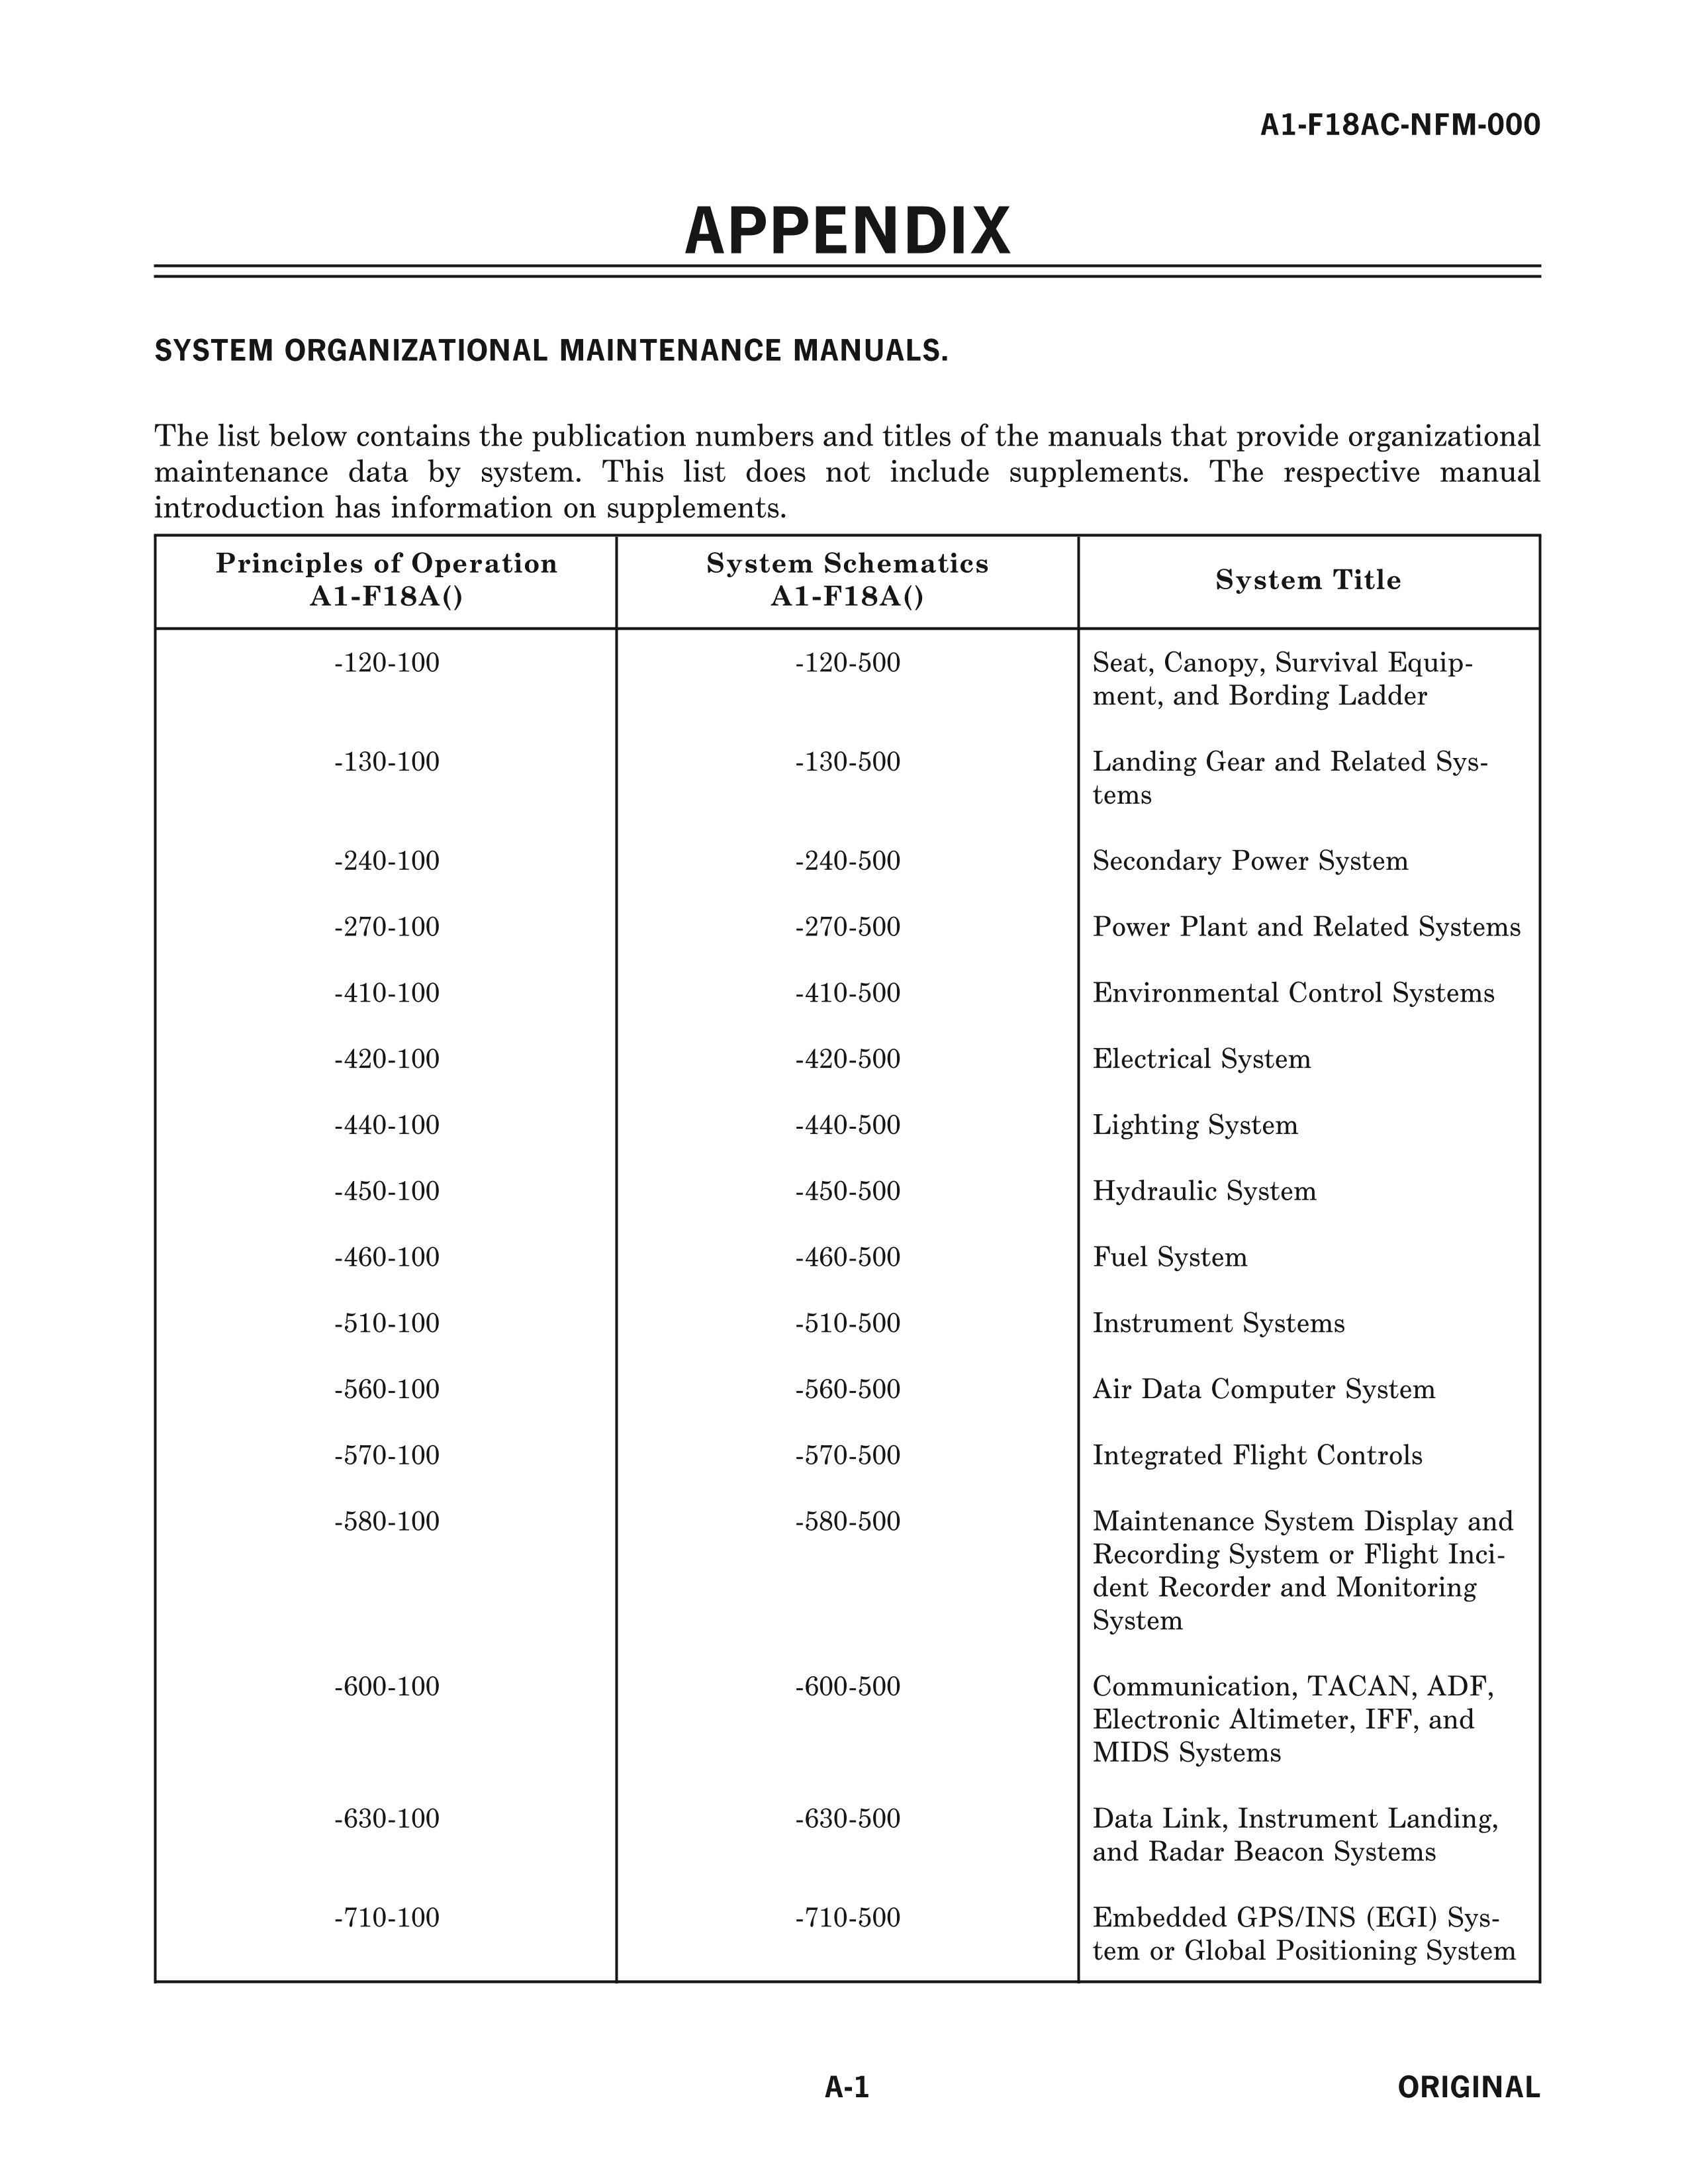 A1-F18AC-NFM-000
APPENDIX
SYSTEM ORGANIZATIONAL MAINTENANCE MANUALS.
The list below contains the publication numbers and titles of the manuals that provide organizational
maintenance data by system. This list does not include supplements. The respective manual
introduction has information on supplements.
Principles of Operation
A1-F18A()
System Schematics
A1-F18A()
System Title
-120-100 -120-500 Seat, Canopy, Survival Equip-
ment, and Bording Ladder
-130-100 -130-500 Landing Gear and Related Sys-
tems
-240-100 -240-500 Secondary Power System
-270-100 -270-500 Power Plant and Related Systems
-410-100 -410-500 Environmental Control Systems
-420-100 -420-500 Electrical System
-440-100 -440-500 Lighting System
-450-100 -450-500 Hydraulic System
-460-100 -460-500 Fuel System
-510-100 -510-500 Instrument Systems
-560-100 -560-500 Air Data Computer System
-570-100 -570-500 Integrated Flight Controls
-580-100 -580-500 Maintenance System Display and
Recording System or Flight Inci-
dent Recorder and Monitoring
System
-600-100 -600-500 Communication, TACAN, ADF,
Electronic Altimeter, IFF, and
MIDS Systems
-630-100 -630-500 Data Link, Instrument Landing,
and Radar Beacon Systems
-710-100 -710-500 Embedded GPS/INS (EGI) Sys-
tem or Global Positioning System
A-1 ORIGINAL